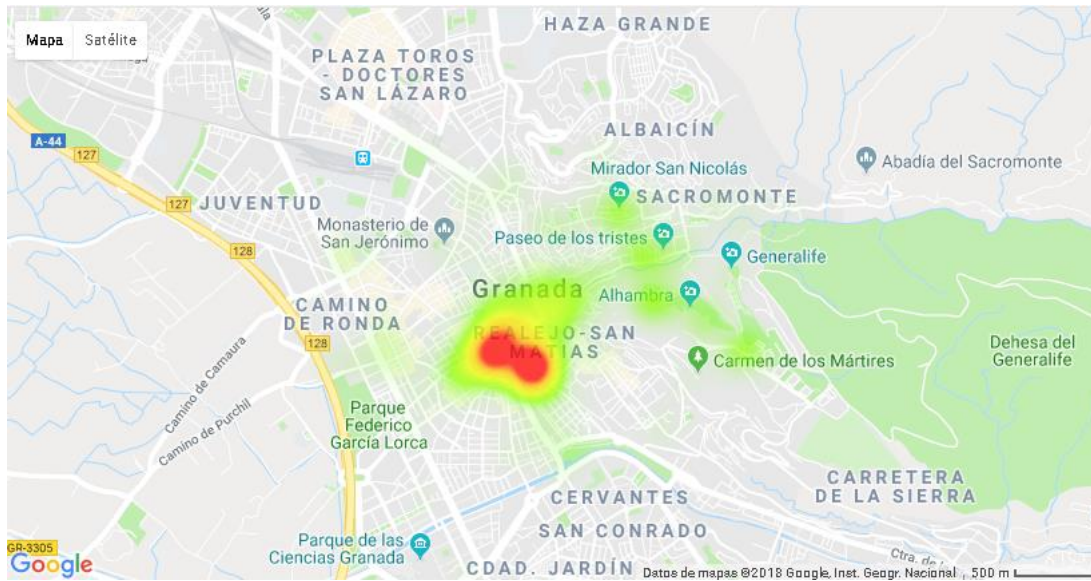 Mapa
Satélite
HAZA GRANDE
PLAZA TOROS
- DOCTORES
SAN LÁZARO
ALBAICÍN
A-44
127
Mirador San Nicolás
Abadía del Sacromonte
SACROMONTE
127
JUVENTUD
Monasterio de
San Jerónimo
Paseo de los tristes
128
Generalife
Granada
Alhambra
CAMINO
DE RONDA
REALEJO-SAN
MATÍAS
128
Carmen de los Mártires
Dehesa del
Generalife
Camino de Camaura
Camino de Purchil
Parque
Federico
García Lorca
CARRETERA
DE LA SIERRA
CERVANTES
SAN CONRADO
Parque de las
Ciencias Granada
GR-3305
Google
CDAD. JARDÍN
Ctra. de la
Datos de mapas ©2018 Google, Inst. Geogr. Nacional
500 m